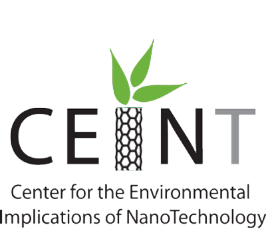 CEINT
Center for the Environmental
Implications of NanoTechnology